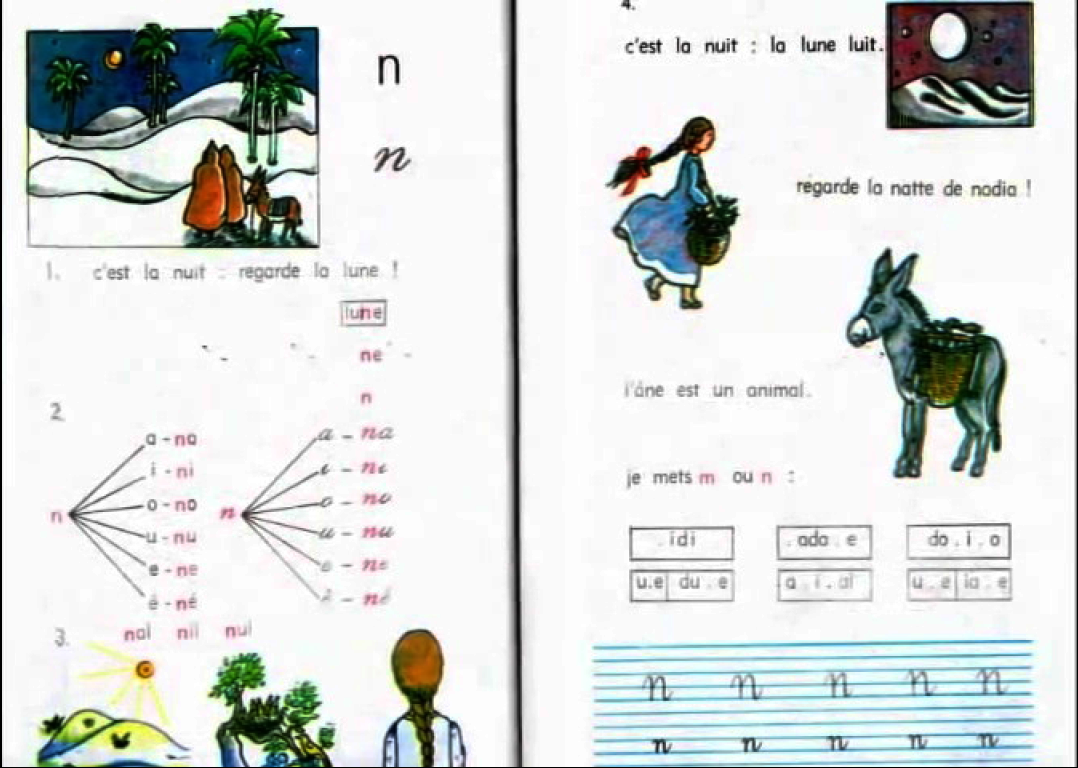 n
n
1. c'est la nuit : regarde la lune !
lune
ne
n
2.
a - na
i - ni
o - no
n
u - nu
e - ne
é - né
a - na
i - ni
o - no
n
u - nu
e - ne
é - né
3. nal nil nul
4.
c'est la nuit : la lune luit.
regarde la natte de nadia !
l'âne est un animal.
je mets m ou n :
. idi
. ada . e
do . i . o
u.e du . e
a . i . al
u . e la . e
n n n n n
n n n n n